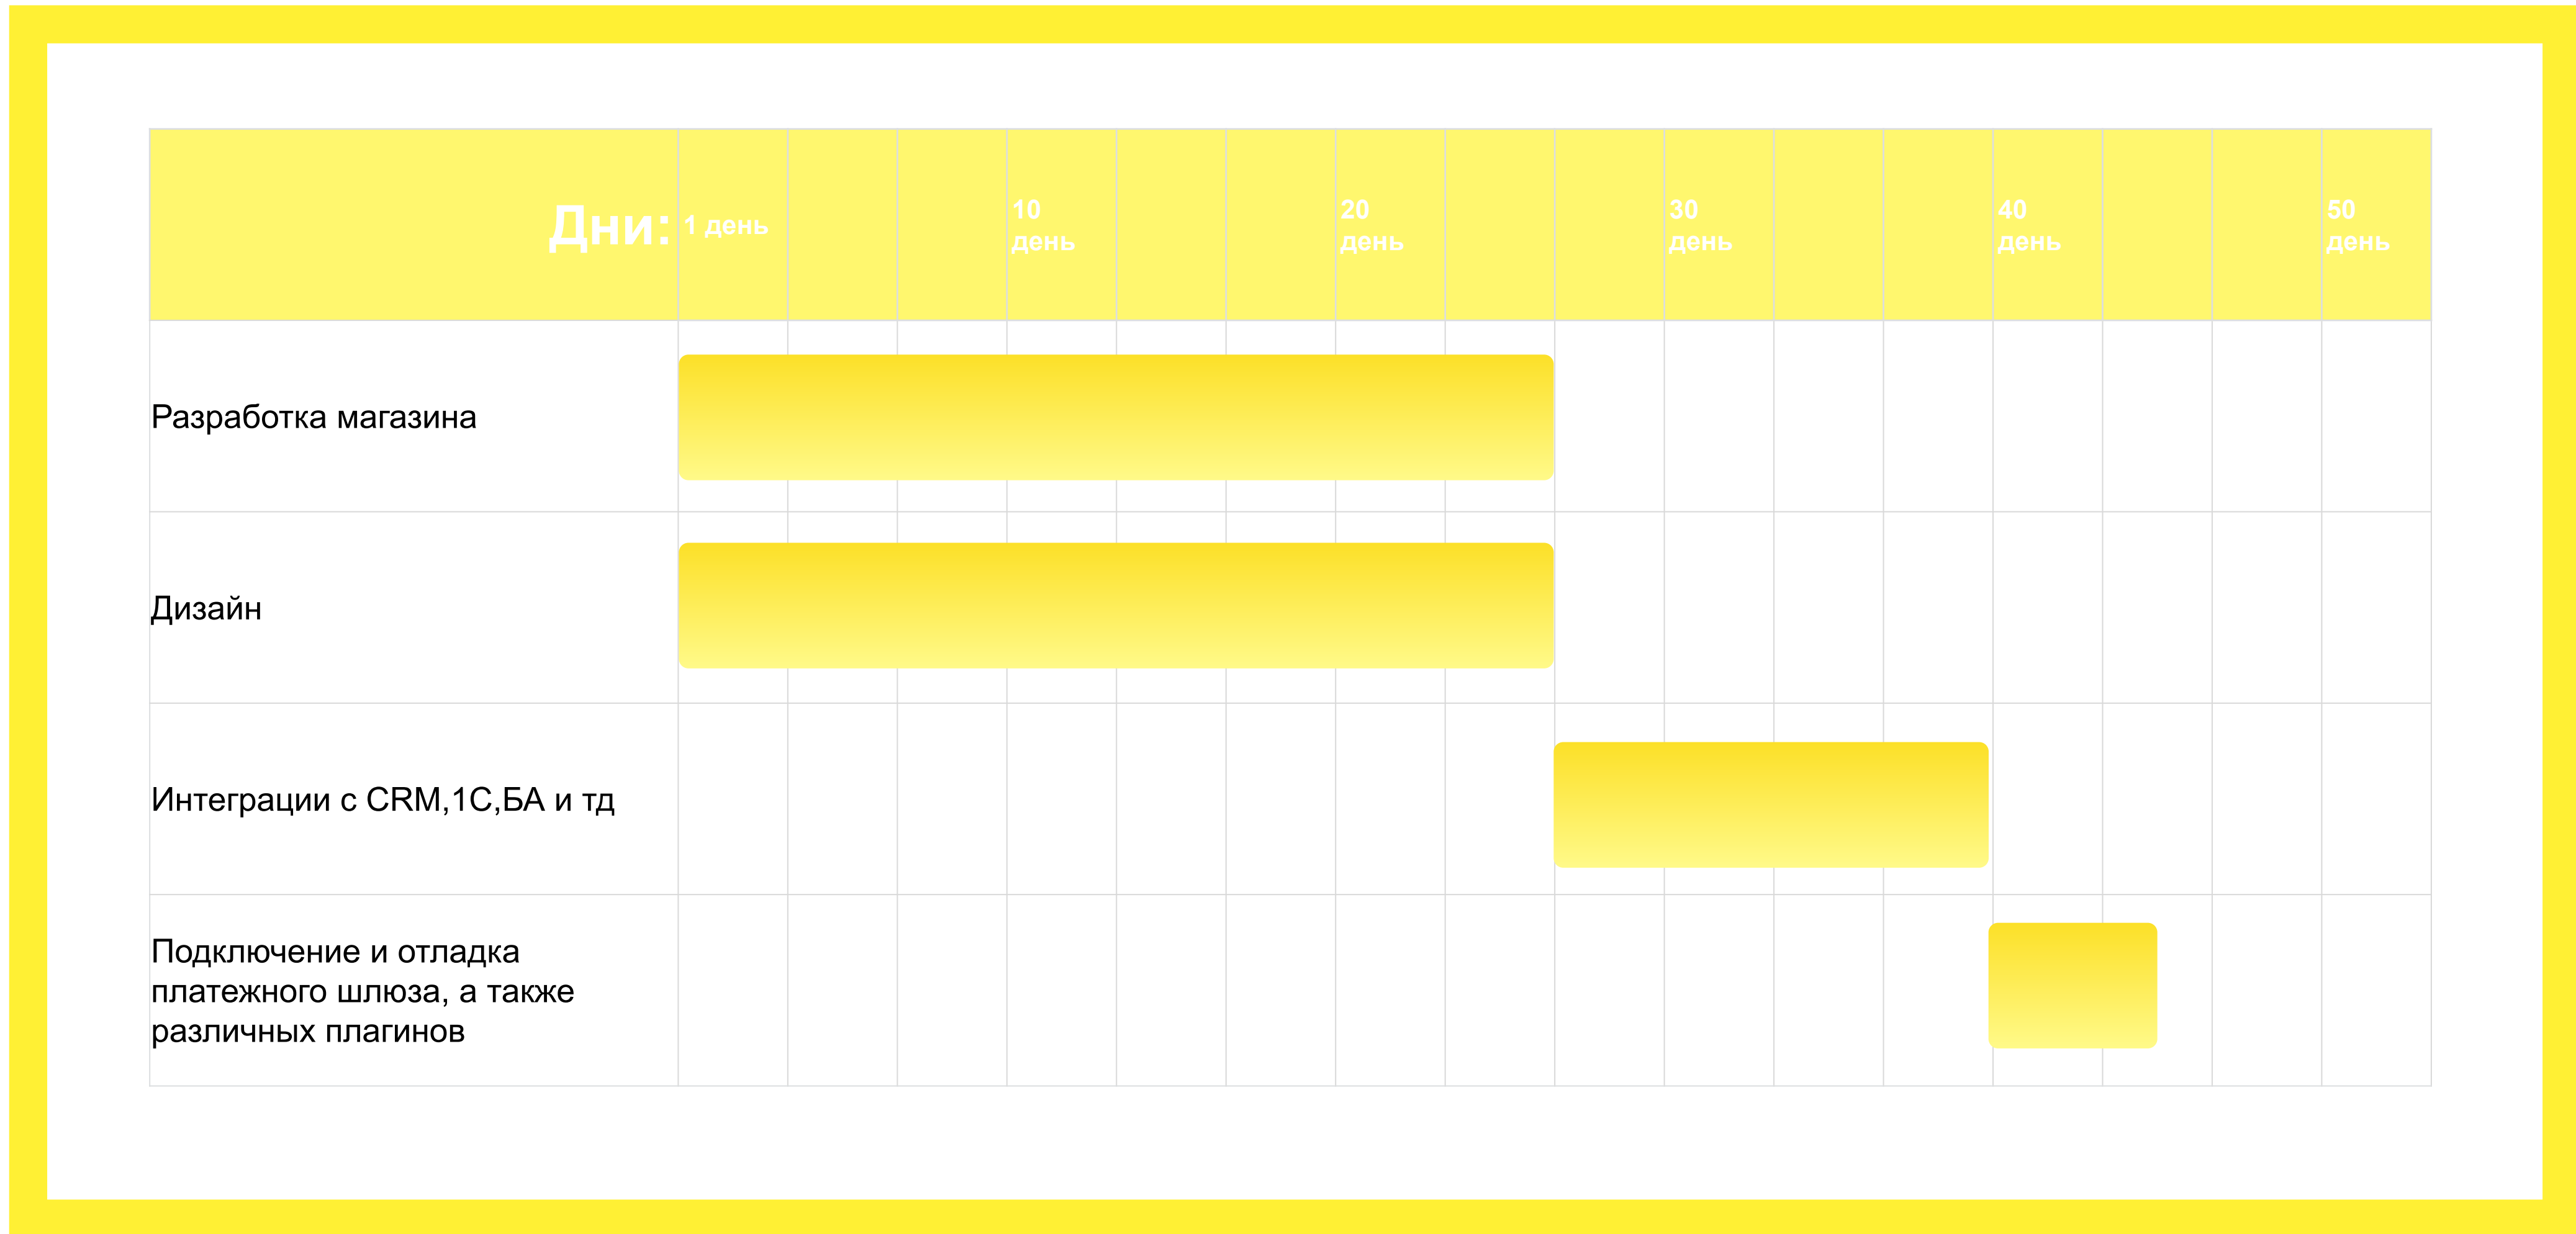 Дни:
1 день
10
день
20
день
30
день
40
день
50
день
Разработка магазина
Дизайн
Интеграции с CRM,1С,БА и тд
Подключение и отладка
платежного шлюза, а также
различных плагинов